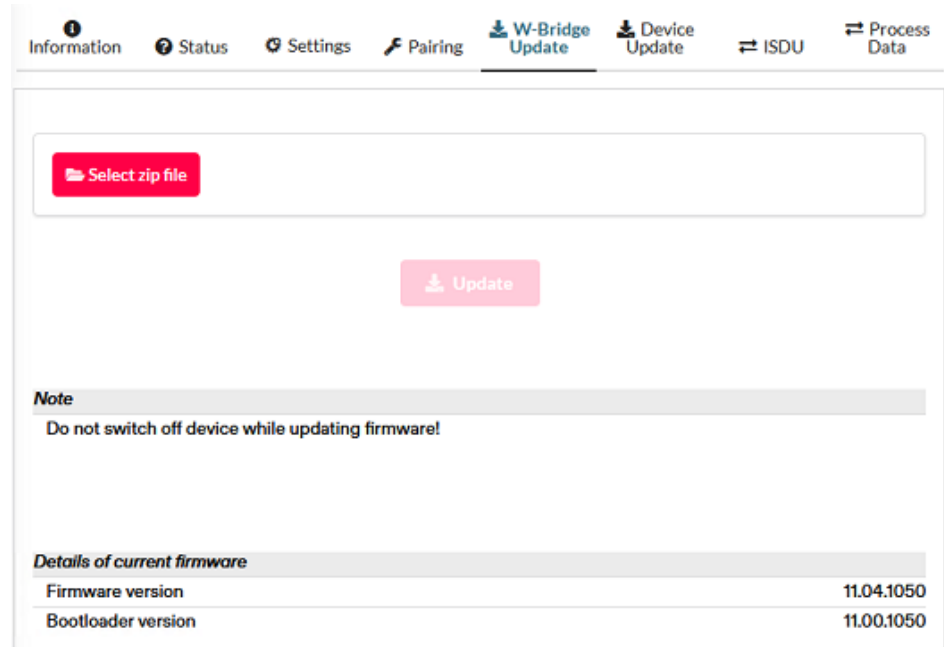 Information
Status
Settings
Pairing
W-Bridge
Update
Device
Update
ISDU
Process
Data
Select zip file
Update
Note
Do not switch off device while updating firmware!
Details of current firmware
Firmware version 11.04.1050
Bootloader version 11.00.1050